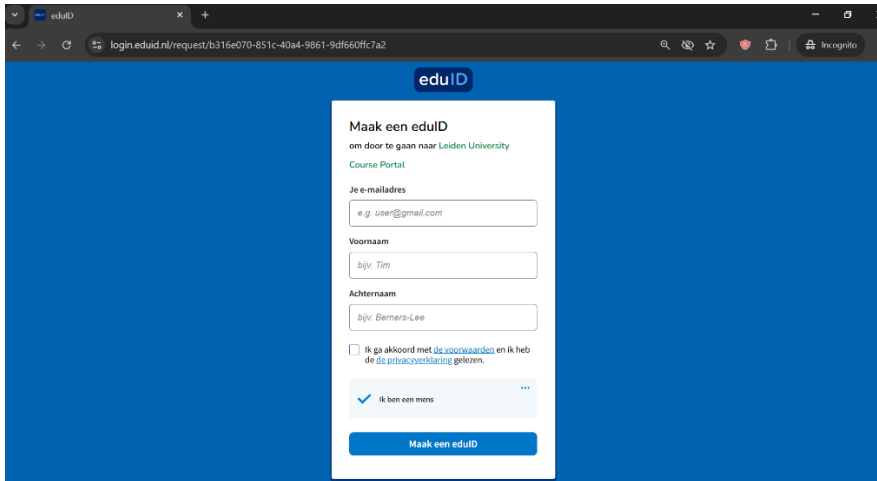 eduID
login.eduid.nl/request/b316e070-851c-40a4-9861-9df660ffc7a2
Incognito
eduID
Maak een eduID
om door te gaan naar Leiden University
Course Portal
Je e-mailadres
e.g. user@gmail.com
Voornaam
bijv. Tim
Achternaam
bijv. Berners-Lee
Ik ga akkoord met de voorwaarden en ik heb
de de privacyverklaring gelezen.
Ik ben een mens
Maak een eduID